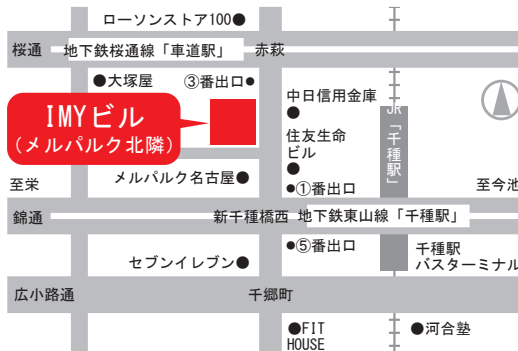 ローソンストア100●
桜通
地下鉄桜通線「車道駅」
赤萩
●大塚屋
③番出口●
中日信用金庫
●
IMYビル
(メルパルク北隣)
住友生命
ビル
●
JR「千種駅」
至栄
メルパルク名古屋●
●①番出口
至今池
錦通
新千種橋西
地下鉄東山線「千種駅」
●⑤番出口
セブンイレブン●
千種駅
バスターミナル
広小路通
千郷町
●FIT
HOUSE
●河合塾